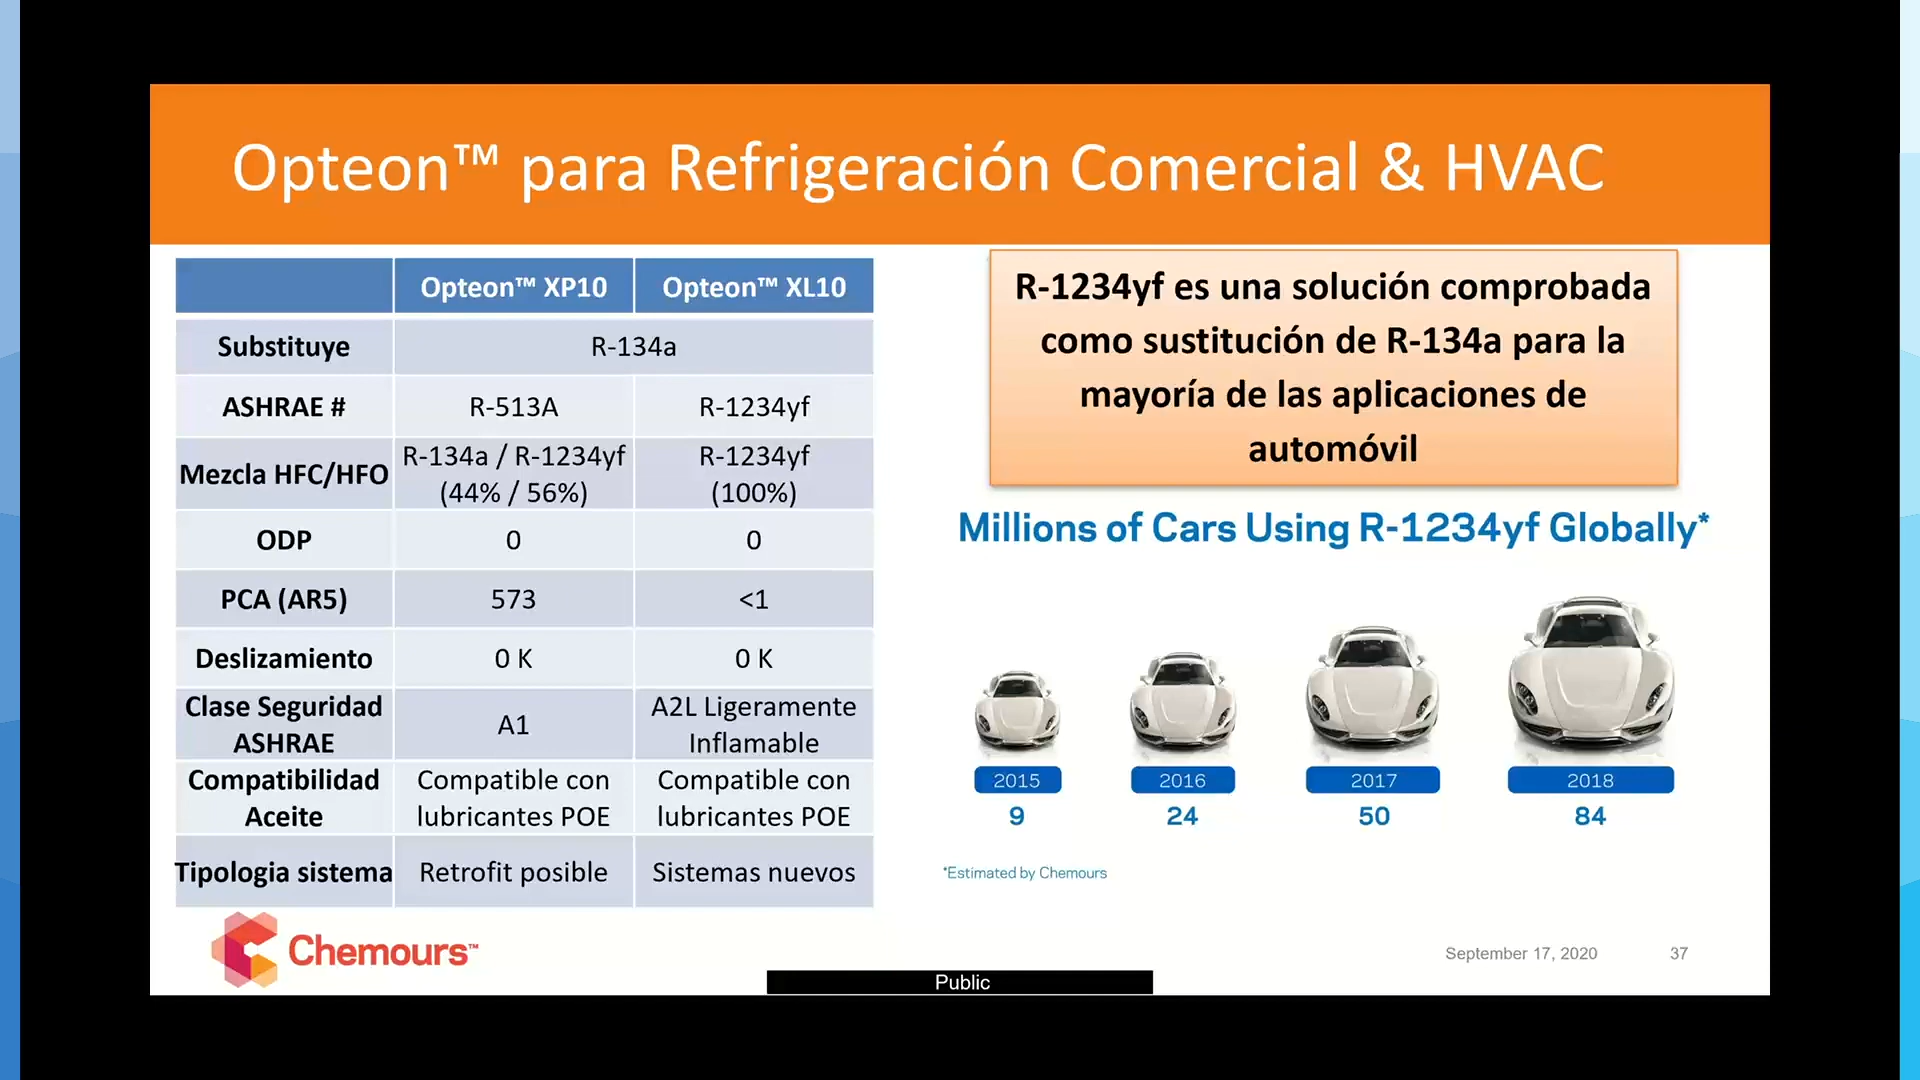 Opteon™ para Refrigeración Comercial & HVAC
Opteon™ XP10 Opteon™ XL10
Substituye R-134a
ASHRAE # R-513A R-1234yf
Mezcla HFC/HFO R-134a / R-1234yf (44% / 56%) R-1234yf (100%)
ODP 0 0
PCA (AR5) 573 <1
Deslizamiento 0 K 0 K
Clase Seguridad ASHRAE A1 A2L Ligeramente Inflamable
Compatibilidad Aceite Compatible con lubricantes POE Compatible con lubricantes POE
Tipologia sistema Retrofit posible Sistemas nuevos
R-1234yf es una solución comprobada
como sustitución de R-134a para la
mayoría de las aplicaciones de
automóvil
Millions of Cars Using R-1234yf Globally*
2015 2016 2017 2018
9 24 50 84
*Estimated by Chemours
Chemours™
September 17, 2020 37
Public